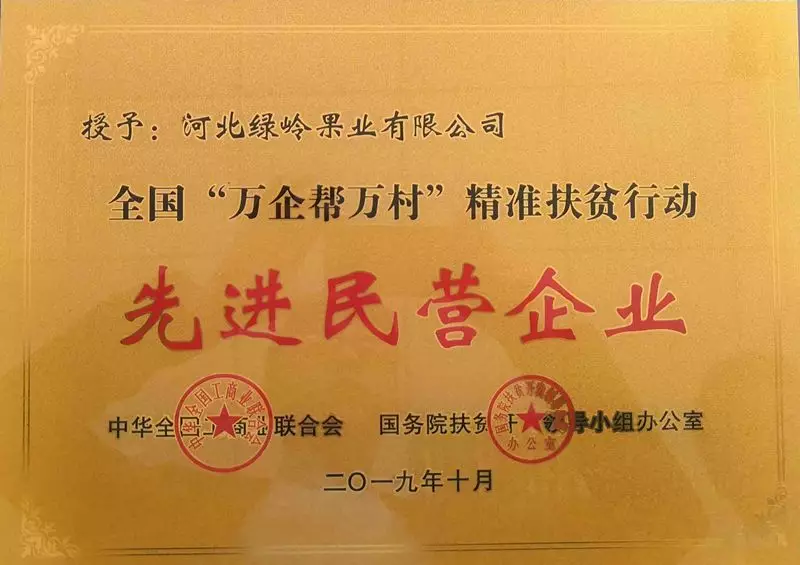 授予：河北绿岭果业有限公司
全国“万企帮万村”精准扶贫行动
先进民营企业
中华全国工商业联合会 国务院扶贫开发领导小组办公室
二〇一九年十月